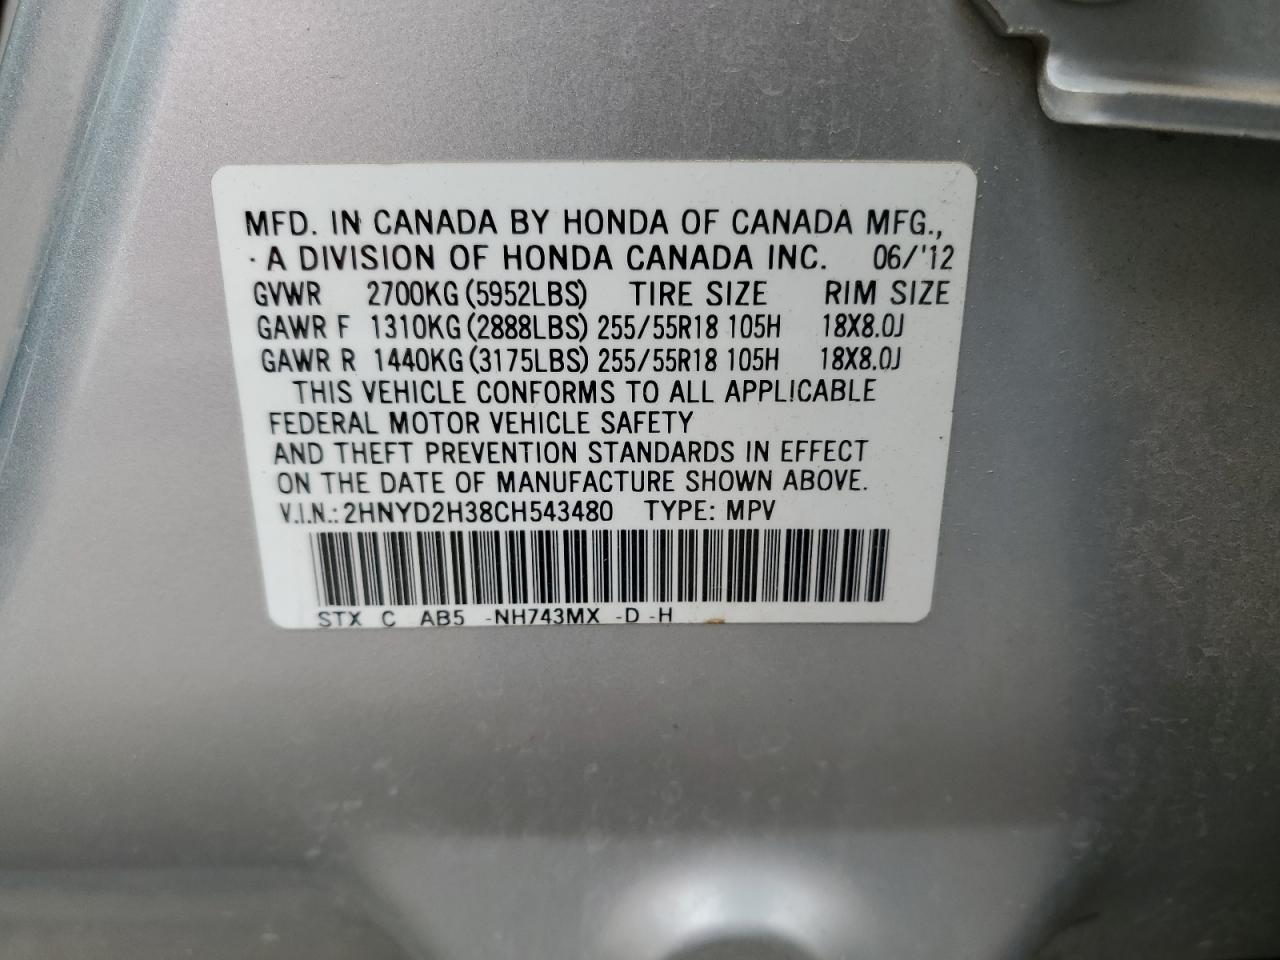 MFD. IN CANADA BY HONDA OF CANADA MFG.,
A DIVISION OF HONDA CANADA INC. 06/'12
GVWR 2700KG (5952LBS) TIRE SIZE RIM SIZE
GAWR F 1310KG (2888LBS) 255/55R18 105H 18X8.0J
GAWR R 1440KG (3175LBS) 255/55R18 105H 18X8.0J
THIS VEHICLE CONFORMS TO ALL APPLICABLE
FEDERAL MOTOR VEHICLE SAFETY
AND THEFT PREVENTION STANDARDS IN EFFECT
ON THE DATE OF MANUFACTURE SHOWN ABOVE.
V.I.N.: 2HNYD2H38CH543480 TYPE: MPV
STX C AB5 -NH743MX -D -H